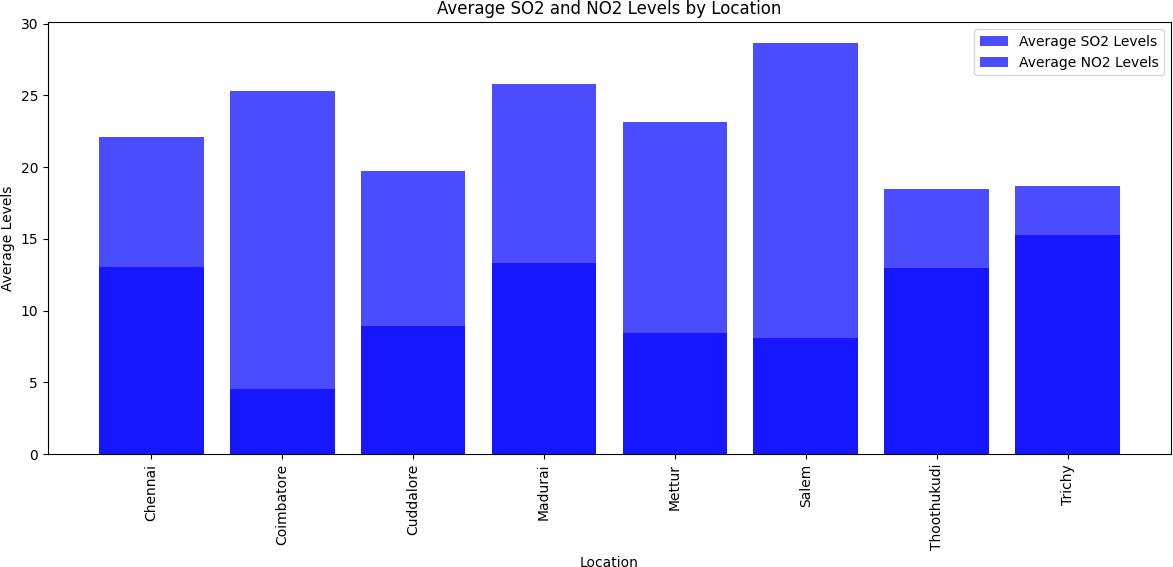 Average SO2 and NO2 Levels by Location
Average SO2 Levels
Average NO2 Levels
30
25
20
15
10
5
0
Average Levels
Chennai
Coimbatore
Cuddalore
Madurai
Mettur
Salem
Thoothukudi
Trichy
Location